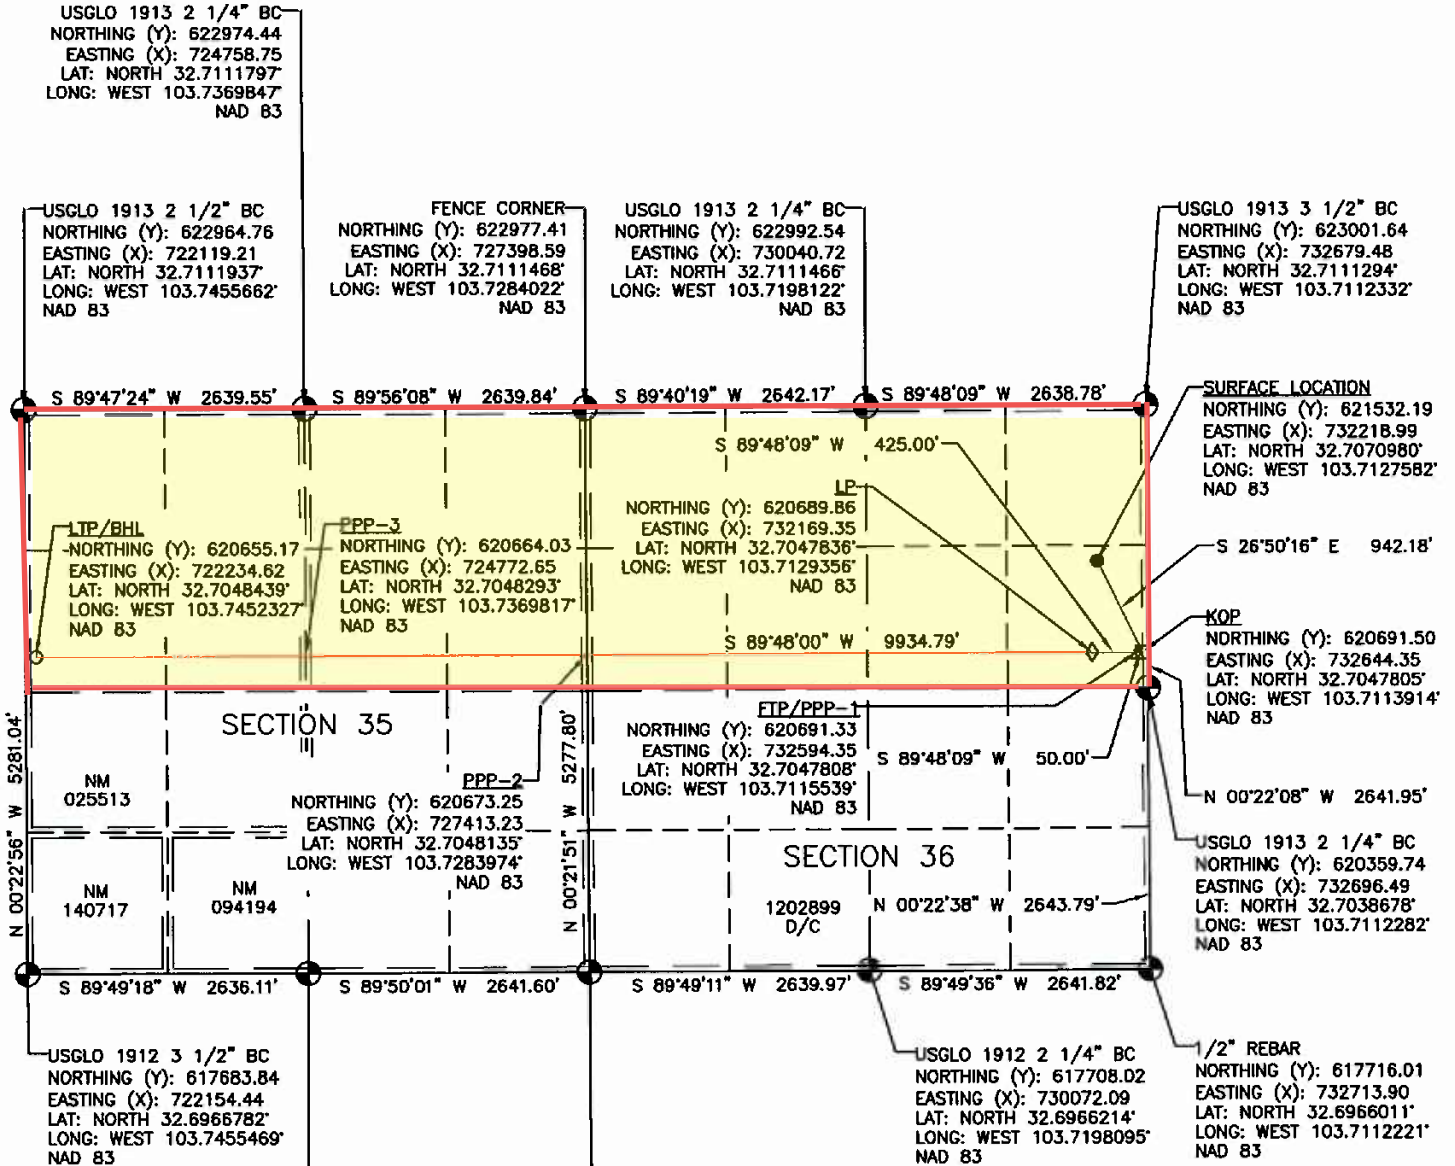 USGLO 1913 2 1/4" BC
NORTHING (Y): 622974.44
EASTING (X): 724758.75
LAT: NORTH 32.7111797°
LONG: WEST 103.7369847°
NAD 83
USGLO 1913 2 1/2" BC
NORTHING (Y): 622964.76
EASTING (X): 722119.21
LAT: NORTH 32.7111937°
LONG: WEST 103.7455662°
NAD 83
FENCE CORNER
NORTHING (Y): 622977.41
EASTING (X): 727398.59
LAT: NORTH 32.7111468°
LONG: WEST 103.7284022°
NAD 83
USGLO 1913 2 1/4" BC
NORTHING (Y): 622992.54
EASTING (X): 730040.72
LAT: NORTH 32.7111466°
LONG: WEST 103.7198122°
NAD 83
USGLO 1913 3 1/2" BC
NORTHING (Y): 623001.64
EASTING (X): 732679.48
LAT: NORTH 32.7111294°
LONG: WEST 103.7112332°
NAD 83
S 89°47'24" W 2639.55'
S 89°56'08" W 2639.84'
S 89°40'19" W 2642.17'
S 89°48'09" W 2638.78'
SURFACE LOCATION
NORTHING (Y): 621532.19
EASTING (X): 732218.99
LAT: NORTH 32.7070980°
LONG: WEST 103.7127582°
NAD 83
S 89°48'09" W 425.00'
LP
NORTHING (Y): 620689.86
EASTING (X): 732169.35
LAT: NORTH 32.7047836°
LONG: WEST 103.7129356°
NAD 83
LTP/BHL
NORTHING (Y): 620655.17
EASTING (X): 722234.62
LAT: NORTH 32.7048439°
LONG: WEST 103.7452327°
NAD 83
PPP-3
NORTHING (Y): 620664.03
EASTING (X): 724772.65
LAT: NORTH 32.7048293°
LONG: WEST 103.7369817°
NAD 83
S 26°50'16" E 942.18'
S 89°48'00" W 9934.79'
KOP
NORTHING (Y): 620691.50
EASTING (X): 732644.35
LAT: NORTH 32.7047805°
LONG: WEST 103.7113914°
NAD 83
SECTION 35
FTP/PPP-1
NORTHING (Y): 620691.33
EASTING (X): 732594.35
LAT: NORTH 32.7047808°
LONG: WEST 103.7115539°
NAD 83
S 89°48'09" W 50.00'
N 00°22'56" W 5281.04'
NM
025513
PPP-2
NORTHING (Y): 620673.25
EASTING (X): 727413.23
LAT: NORTH 32.7048135°
LONG: WEST 103.7283974°
NAD 83
N 00°21'51" W 5277.80'
N 00°22'08" W 2641.95'
USGLO 1913 2 1/4" BC
NORTHING (Y): 620359.74
EASTING (X): 732696.49
LAT: NORTH 32.7038678°
LONG: WEST 103.7112282°
NAD 83
SECTION 36
NM
140717
NM
094194
1202899
D/C
N 00°22'38" W 2643.79'
S 89°49'18" W 2636.11'
S 89°50'01" W 2641.60'
S 89°49'11" W 2639.97'
S 89°49'36" W 2641.82'
USGLO 1912 3 1/2" BC
NORTHING (Y): 617683.84
EASTING (X): 722154.44
LAT: NORTH 32.6966782°
LONG: WEST 103.7455469°
NAD 83
USGLO 1912 2 1/4" BC
NORTHING (Y): 617708.02
EASTING (X): 730072.09
LAT: NORTH 32.6966214°
LONG: WEST 103.7198095°
NAD 83
1/2" REBAR
NORTHING (Y): 617716.01
EASTING (X): 732713.90
LAT: NORTH 32.6966011°
LONG: WEST 103.7112221°
NAD 83